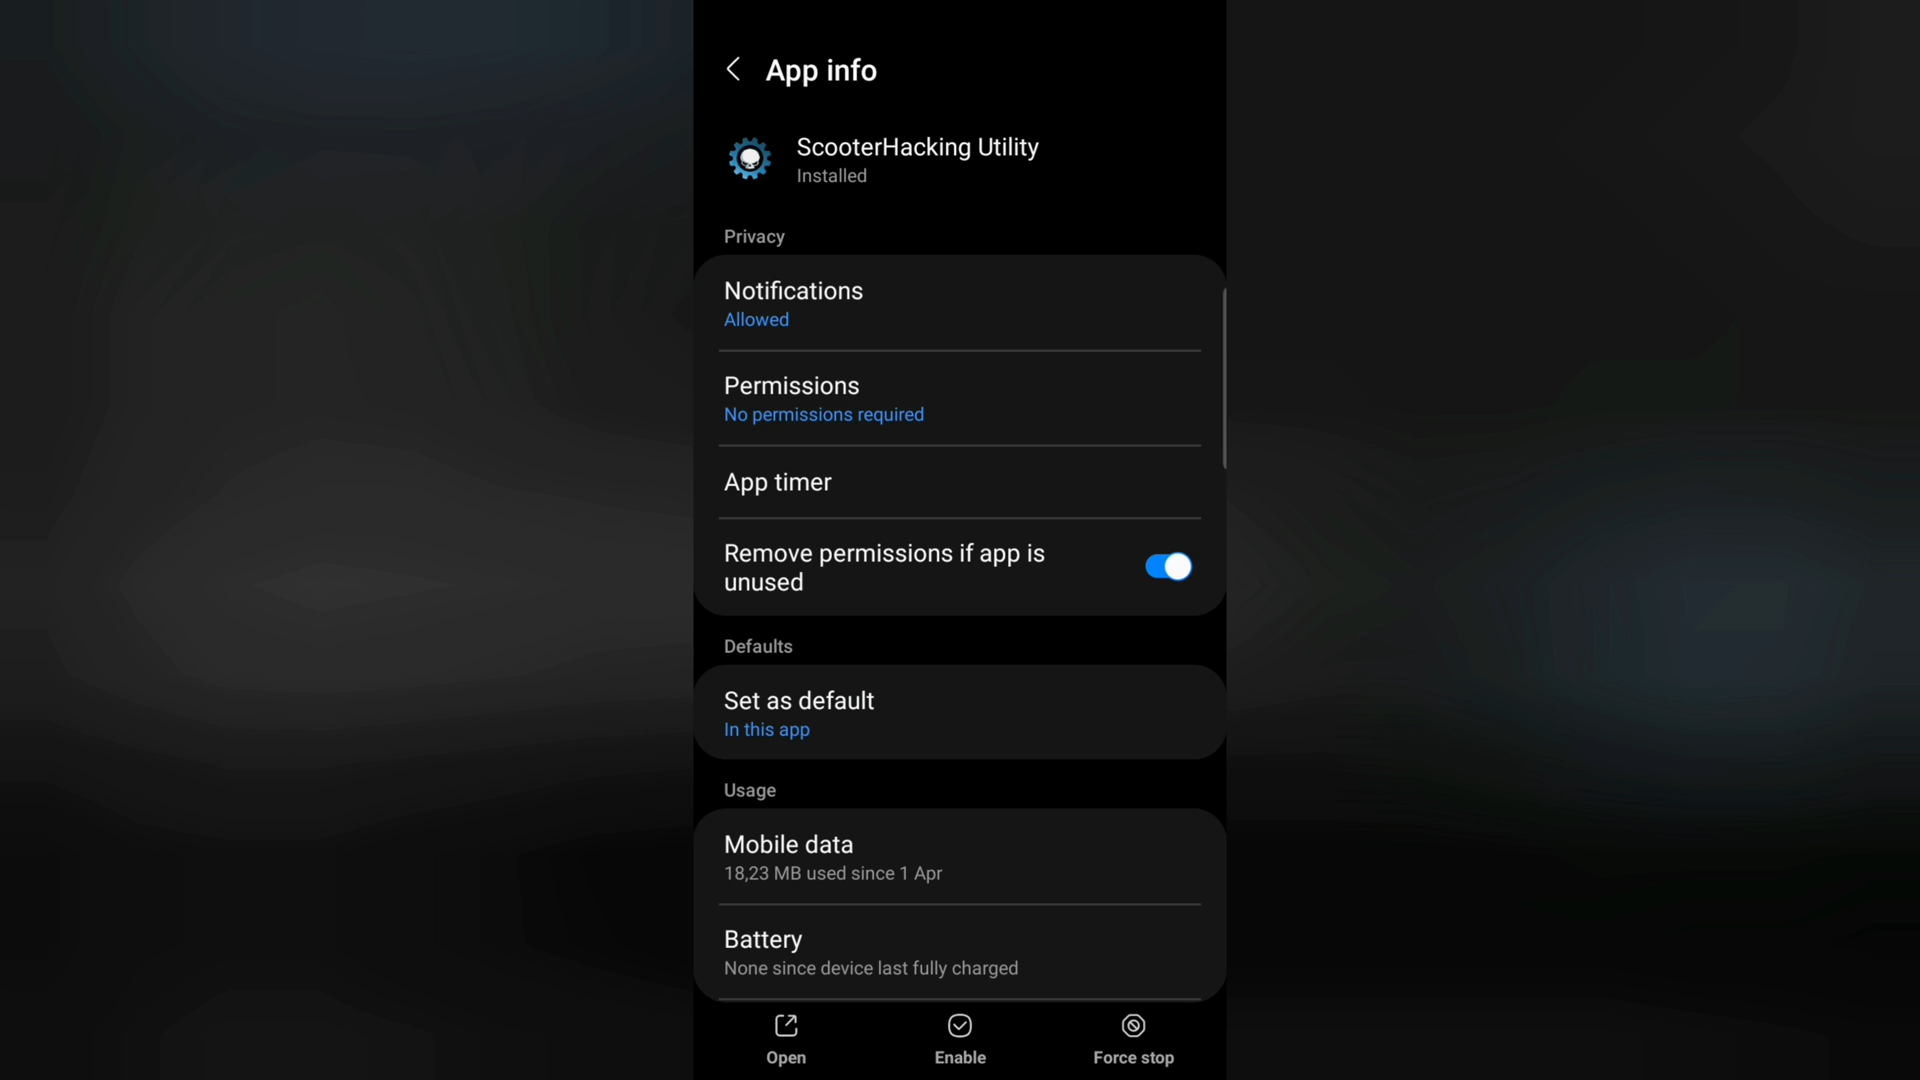 App info
ScooterHacking Utility
Installed
Privacy
Notifications
Allowed
Permissions
No permissions required
App timer
Remove permissions if app is
unused
Defaults
Set as default
In this app
Usage
Mobile data
18,23 MB used since 1 Apr
Battery
None since device last fully charged
Open
Enable
Force stop